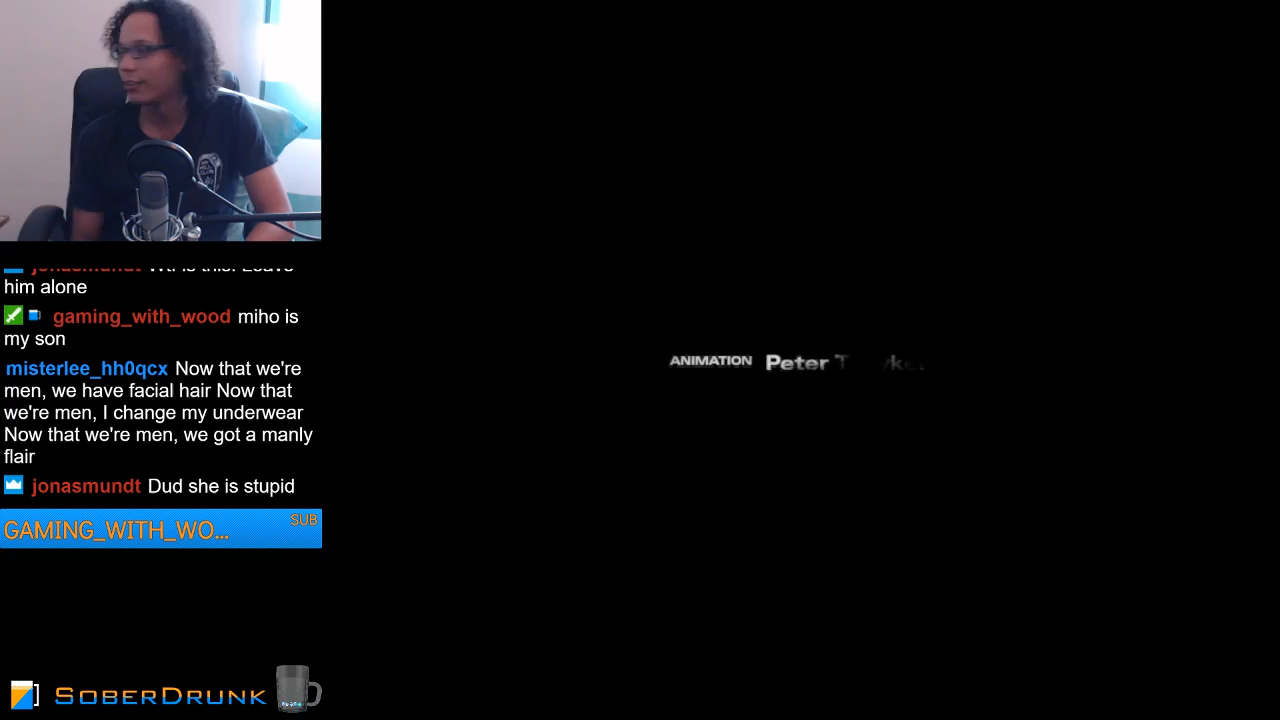 him alone
gaming_with_wood miho is
my son
misterlee_hh0qcx Now that we're
men, we have facial hair Now that
we're men, I change my underwear
Now that we're men, we got a manly
flair
jonasmundt Dud she is stupid
SUB
GAMING_WITH_WO...
SOBERDRUNK
ANIMATION Peter